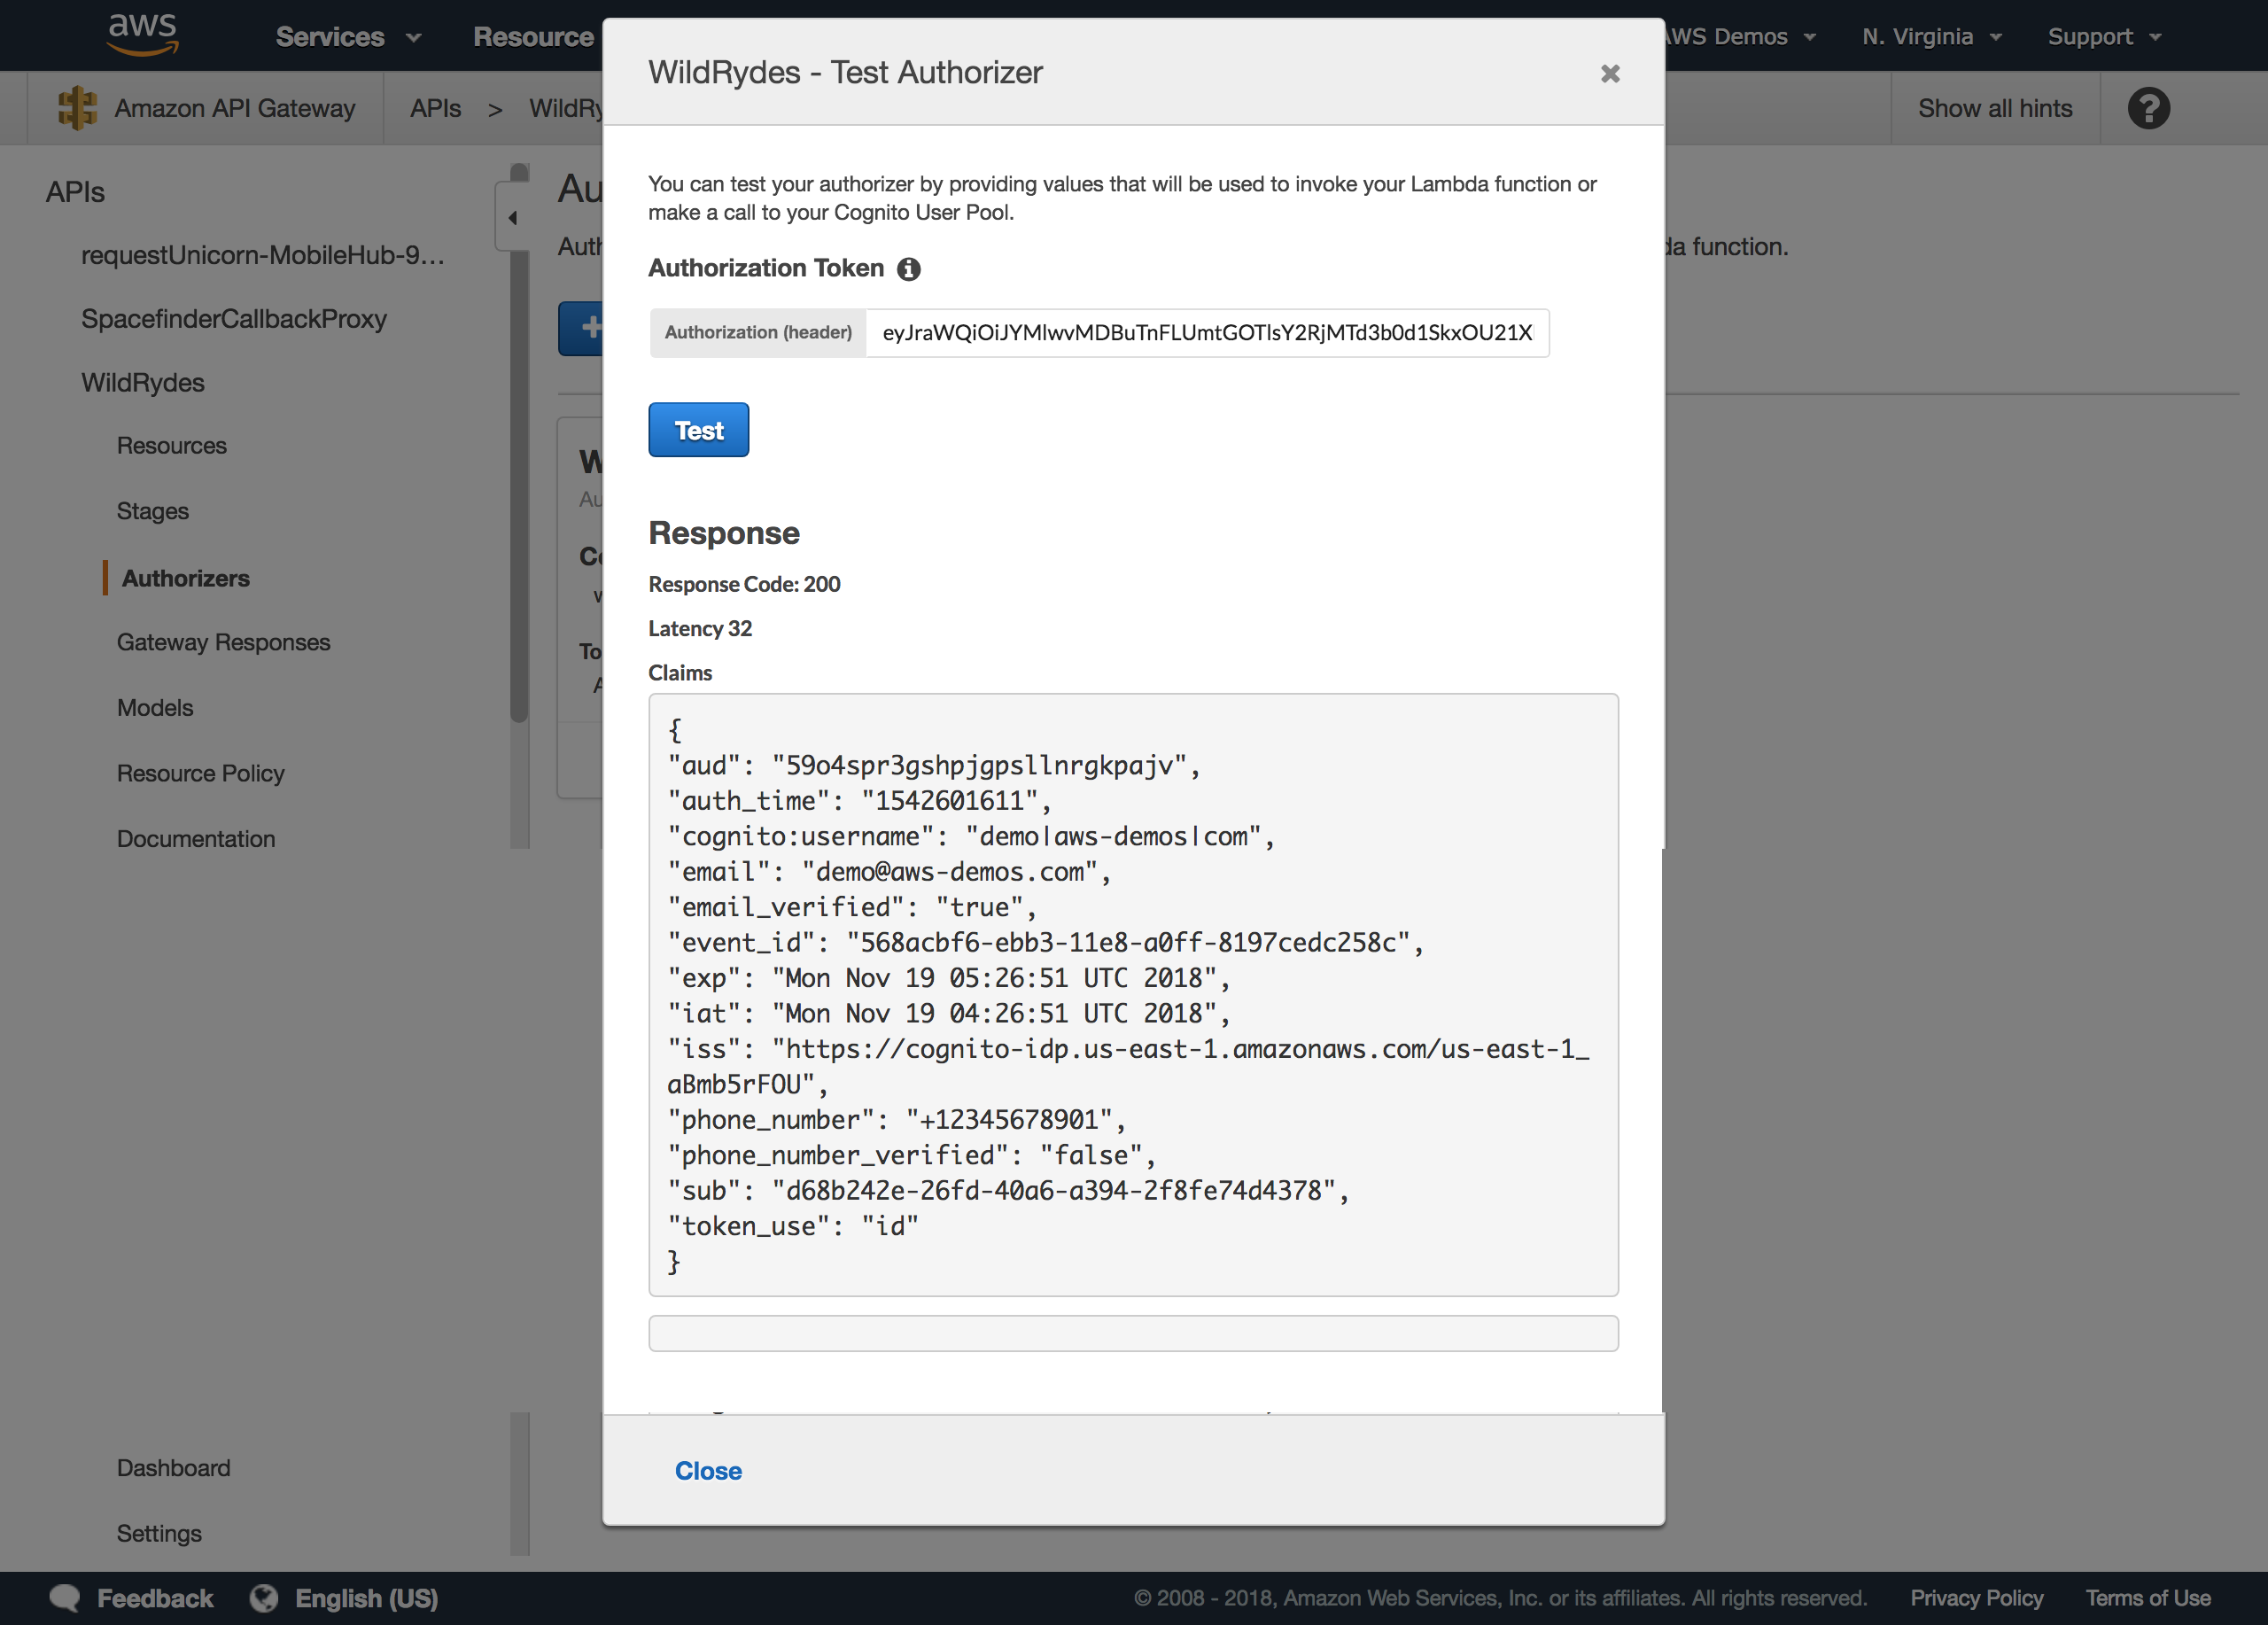 aws
Services
Resource
AWS Demos
N. Virginia
Support
Amazon API Gateway
APIs > WildRy
Show all hints
?
APIs
requestUnicorn-MobileHub-9...
SpacefinderCallbackProxy
WildRydes
Resources
Stages
Authorizers
Gateway Responses
Models
Resource Policy
Documentation
Dashboard
Settings
Au
Auth
da function.
+
W
Au
Co
To
A
WildRydes - Test Authorizer
You can test your authorizer by providing values that will be used to invoke your Lambda function or
make a call to your Cognito User Pool.
Authorization Token
Authorization (header)
Test
Response
Response Code: 200
Latency 32
Claims
{
"aud": "59o4spr3gshpjgpsllnrgkpajv",
"auth_time": "1542601611",
"cognito:username": "demo|aws-demos|com",
"email": "demo@aws-demos.com",
"email_verified": "true",
"event_id": "568acbf6-ebb3-11e8-a0ff-8197cedc258c",
"exp": "Mon Nov 19 05:26:51 UTC 2018",
"iat": "Mon Nov 19 04:26:51 UTC 2018",
"iss": "https://cognito-idp.us-east-1.amazonaws.com/us-east-1_
aBmb5rFOU",
"phone_number": "+12345678901",
"phone_number_verified": "false",
"sub": "d68b242e-26fd-40a6-a394-2f8fe74d4378",
"token_use": "id"
}
Close
Feedback
English (US)
© 2008 - 2018, Amazon Web Services, Inc. or its affiliates. All rights reserved.
Privacy Policy
Terms of Use